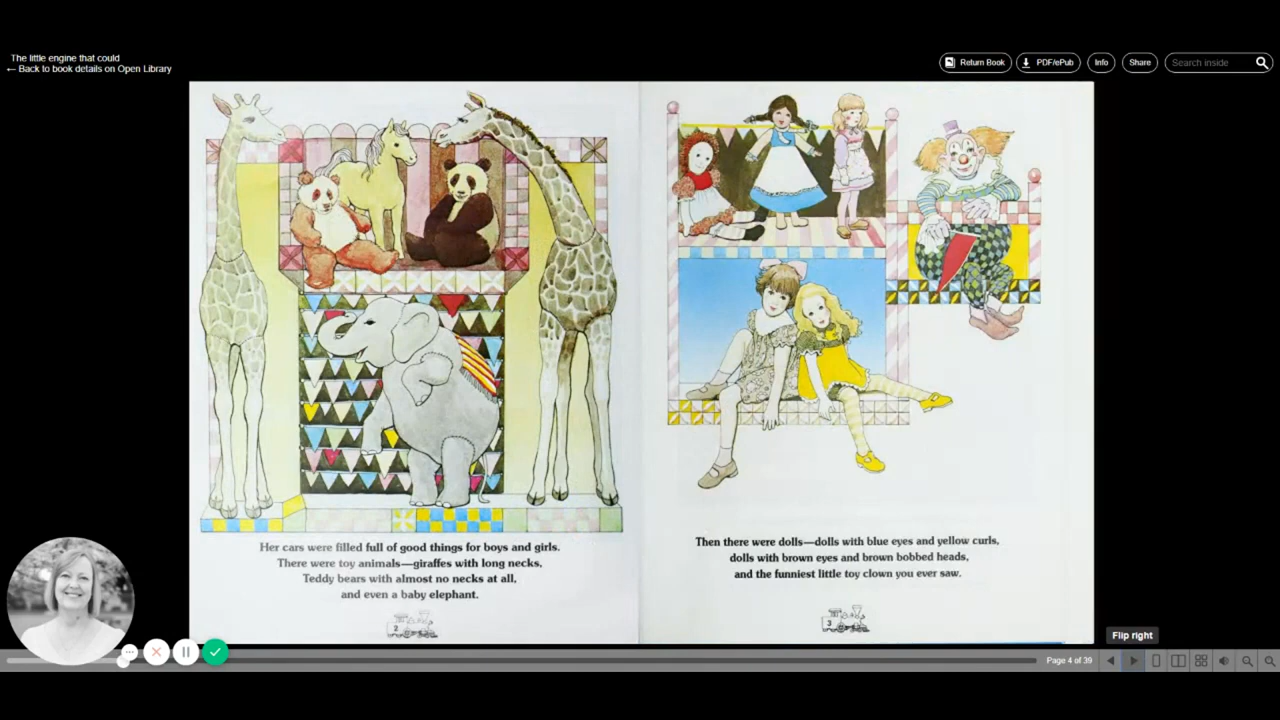 The little engine that could
← Back to book details on Open Library
Return Book
PDF/ePub
Info
Share
Search inside
Her cars were filled full of good things for boys and girls.
There were toy animals—giraffes with long necks,
Teddy bears with almost no necks at all,
and even a baby elephant.
2
Then there were dolls—dolls with blue eyes and yellow curls,
dolls with brown eyes and brown bobbed heads,
and the funniest little toy clown you ever saw.
3
Flip right
Page 4 of 39